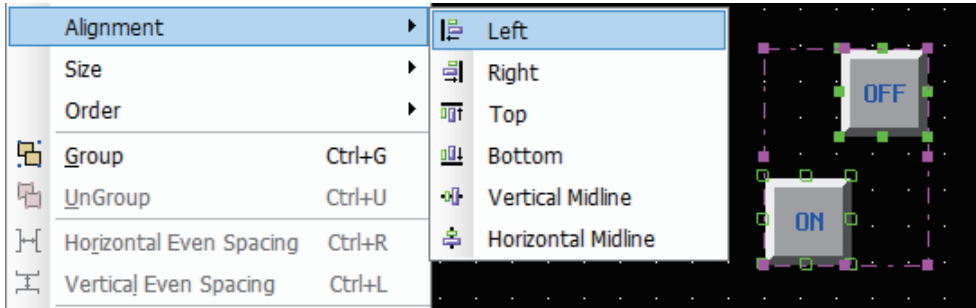 Alignment
Size
Order
Group Ctrl+G
UnGroup Ctrl+U
Horizontal Even Spacing Ctrl+R
Vertical Even Spacing Ctrl+L
Left
Right
Top
Bottom
Vertical Midline
Horizontal Midline
OFF
ON